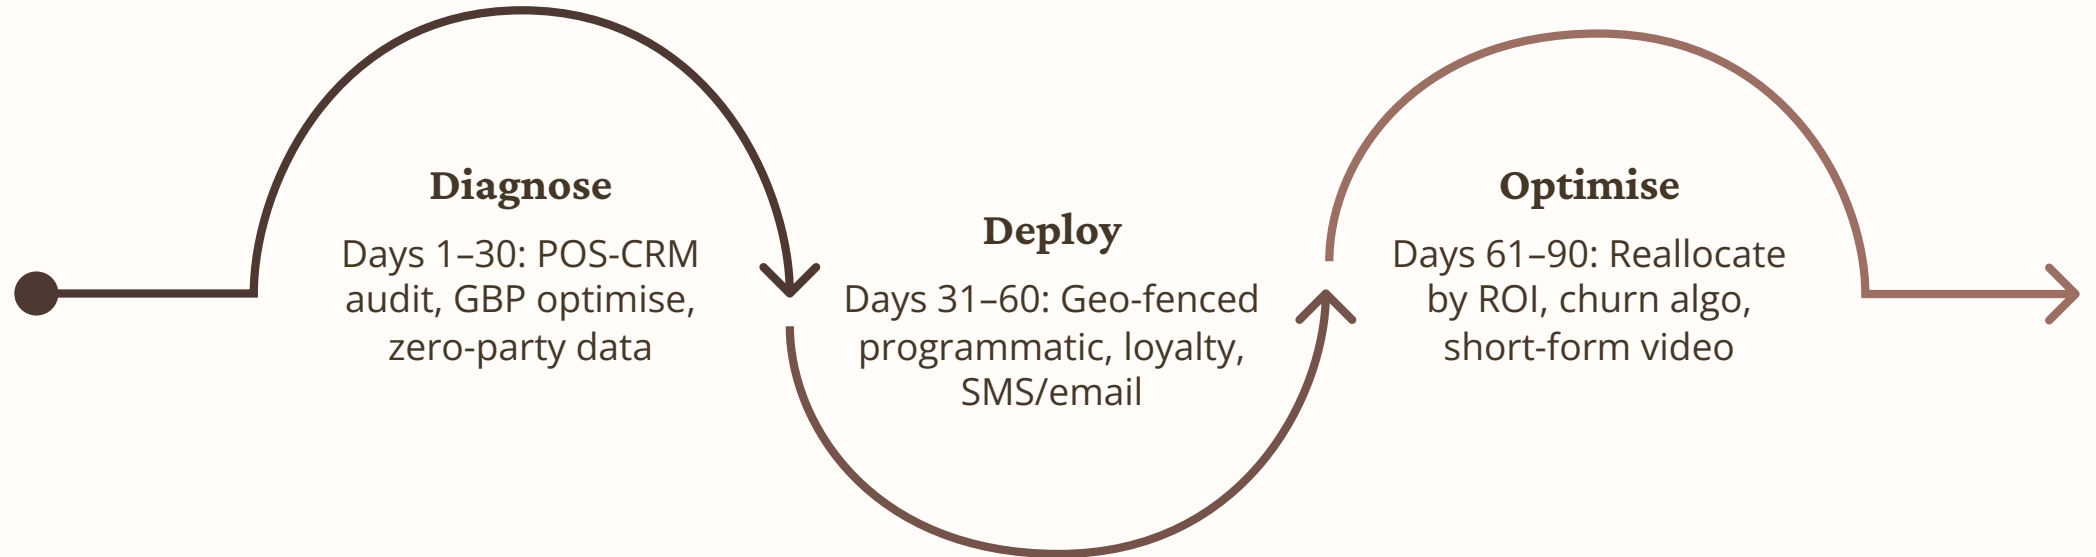 Diagnose
Days 1–30: POS-CRM
audit, GBP optimise,
zero-party data
Deploy
Days 31–60: Geo-fenced
programmatic, loyalty,
SMS/email
Optimise
Days 61–90: Reallocate
by ROI, churn algo,
short-form video